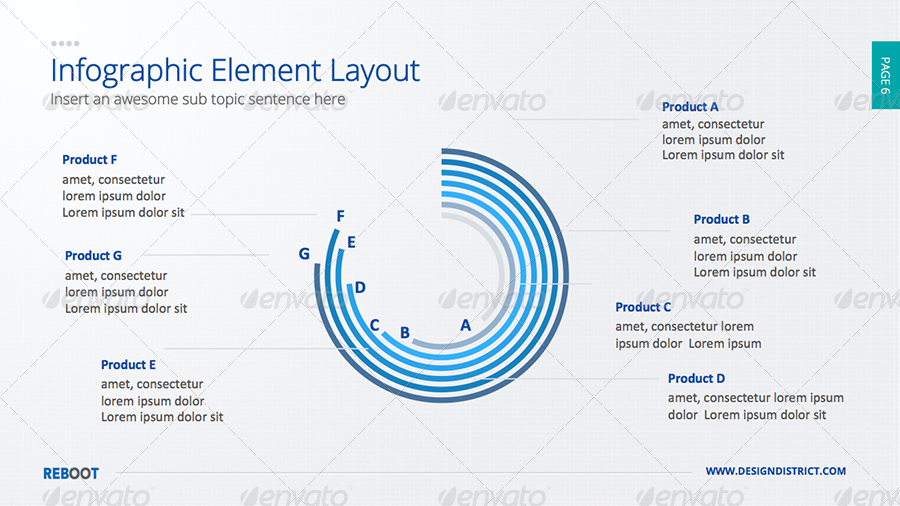 Infographic Element Layout
Insert an awesome sub topic sentence here
PAGE 6
Product A
amet, consectetur
lorem ipsum dolor
Lorem ipsum dolor sit
Product F
amet, consectetur
lorem ipsum dolor
Lorem ipsum dolor sit
Product B
amet, consectetur
lorem ipsum dolor
Lorem ipsum dolor sit
Product G
amet, consectetur
lorem ipsum dolor
Lorem ipsum dolor sit
F
E
G
D
C
B
A
Product C
amet, consectetur lorem
ipsum dolor Lorem ipsum
Product E
amet, consectetur
lorem ipsum dolor
Lorem ipsum dolor sit
Product D
amet, consectetur lorem ipsum
dolor Lorem ipsum dolor sit
REBOOT
WWW.DESIGNDISTRICT.COM
envato envato envato envato envato
envato envato envato envato envato
envato envato envato envato envato